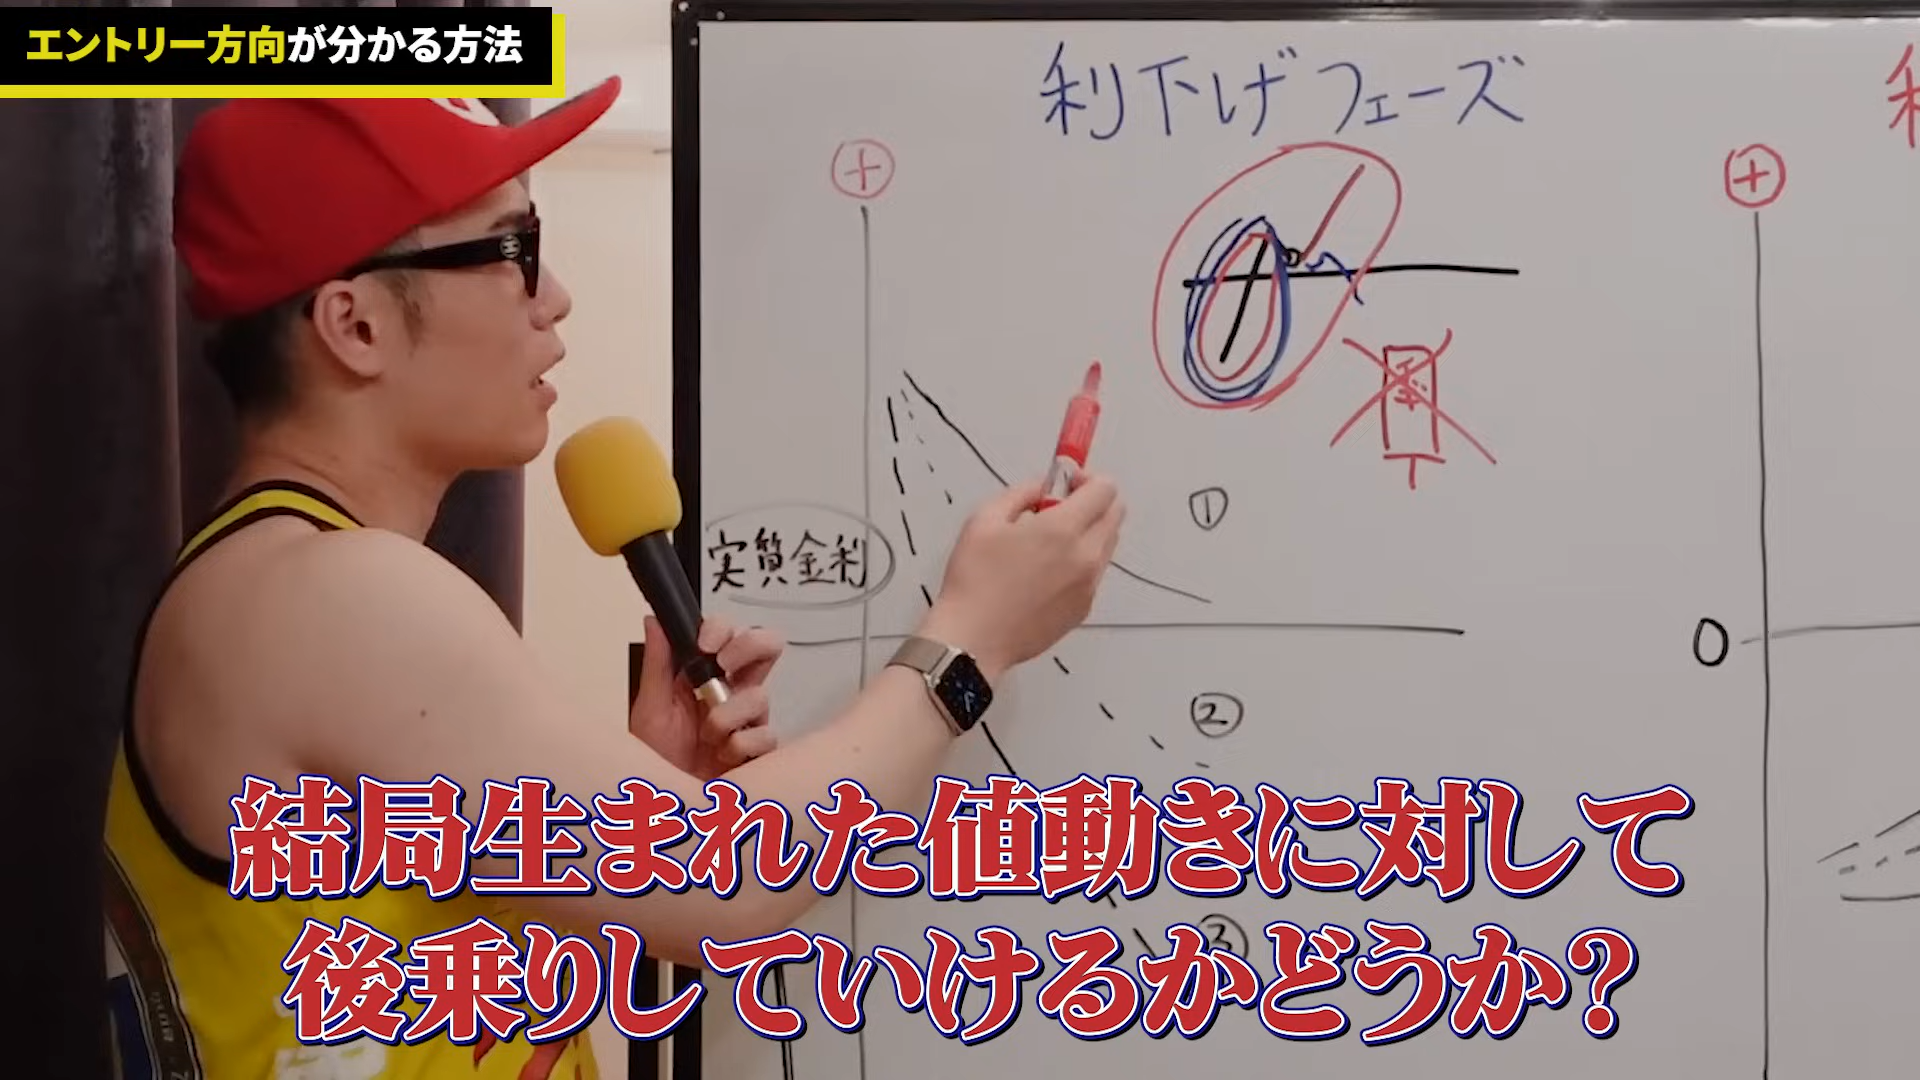 エントリー方向が分かる方法
利下げフェーズ
利
+
+
①
実質金利
0
②
③
結局生まれた値動きに対して
後乗りしていけるかどうか?